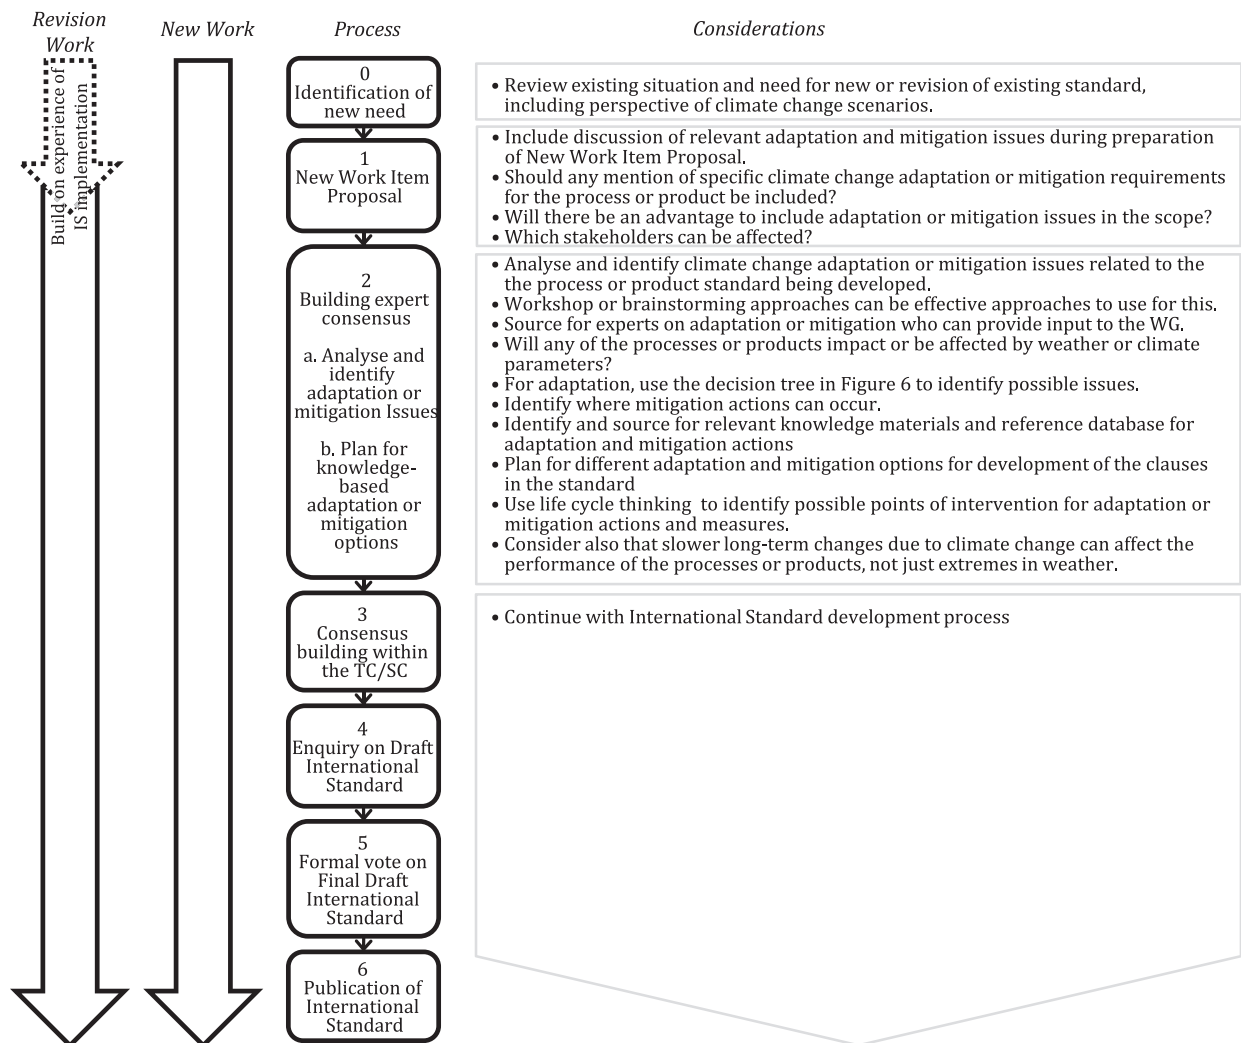 Revision
Work
New Work
Process
Considerations
Build on experience of
IS implementation
0
Identification of
new need
• Review existing situation and need for new or revision of existing standard,
including perspective of climate change scenarios.
1
New Work Item
Proposal
• Include discussion of relevant adaptation and mitigation issues during preparation
of New Work Item Proposal.
• Should any mention of specific climate change adaptation or mitigation requirements
for the process or product be included?
• Will there be an advantage to include adaptation or mitigation issues in the scope?
• Which stakeholders can be affected?
2
Building expert
consensus
a. Analyse and
identify
adaptation or
mitigation Issues
b. Plan for
knowledge-
based
adaptation or
mitigation
options
• Analyse and identify climate change adaptation or mitigation issues related to the
the process or product standard being developed.
• Workshop or brainstorming approaches can be effective approaches to use for this.
• Source for experts on adaptation or mitigation who can provide input to the WG.
• Will any of the processes or products impact or be affected by weather or climate
parameters?
• For adaptation, use the decision tree in Figure 6 to identify possible issues.
• Identify where mitigation actions can occur.
• Identify and source for relevant knowledge materials and reference database for
adaptation and mitigation actions
• Plan for different adaptation and mitigation options for development of the clauses
in the standard
• Use life cycle thinking to identify possible points of intervention for adaptation or
mitigation actions and measures.
• Consider also that slower long-term changes due to climate change can affect the
performance of the processes or products, not just extremes in weather.
3
Consensus
building within
the TC/SC
• Continue with International Standard development process
4
Enquiry on Draft
International
Standard
5
Formal vote on
Final Draft
International
Standard
6
Publication of
International
Standard